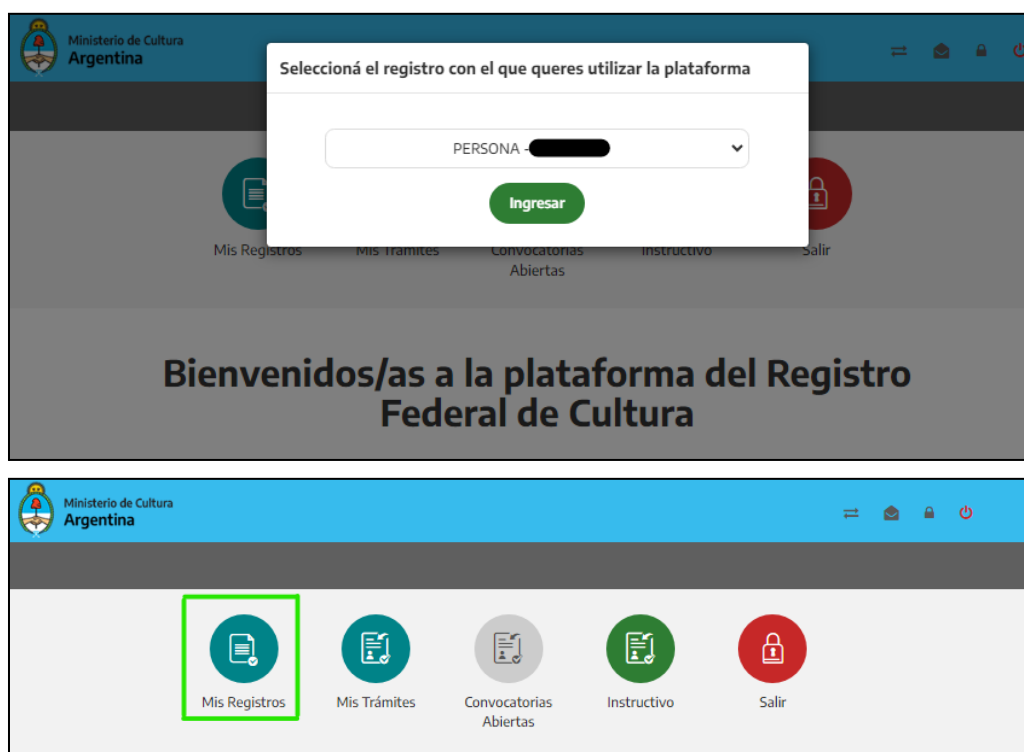 Ministerio de Cultura
Argentina
Seleccioná el registro con el que queres utilizar la plataforma
PERSONA -
Ingresar
Mis Registros
Mis Trámites
Convocatorias
Abiertas
Instructivo
Salir
Bienvenidos/as a la plataforma del Registro
Federal de Cultura
Ministerio de Cultura
Argentina
Mis Registros
Mis Trámites
Convocatorias
Abiertas
Instructivo
Salir